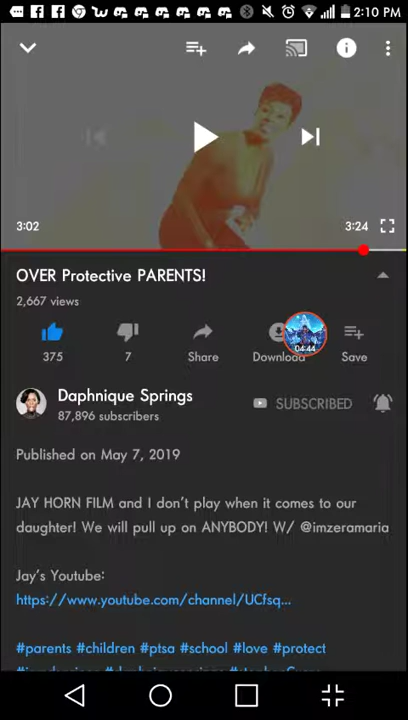 2:10 PM
3:02
3:24
OVER Protective PARENTS!
2,667 views
375
7
Share
Download
04:44
Save
Daphnique Springs
87,896 subscribers
SUBSCRIBED
Published on May 7, 2019
JAY HORN FILM and I don't play when it comes to our
daughter! We will pull up on ANYBODY! W/ @imzeramaria
Jay's Youtube:
https://www.youtube.com/channel/UCfsq...
#parents #children #ptsa #school #love #protect